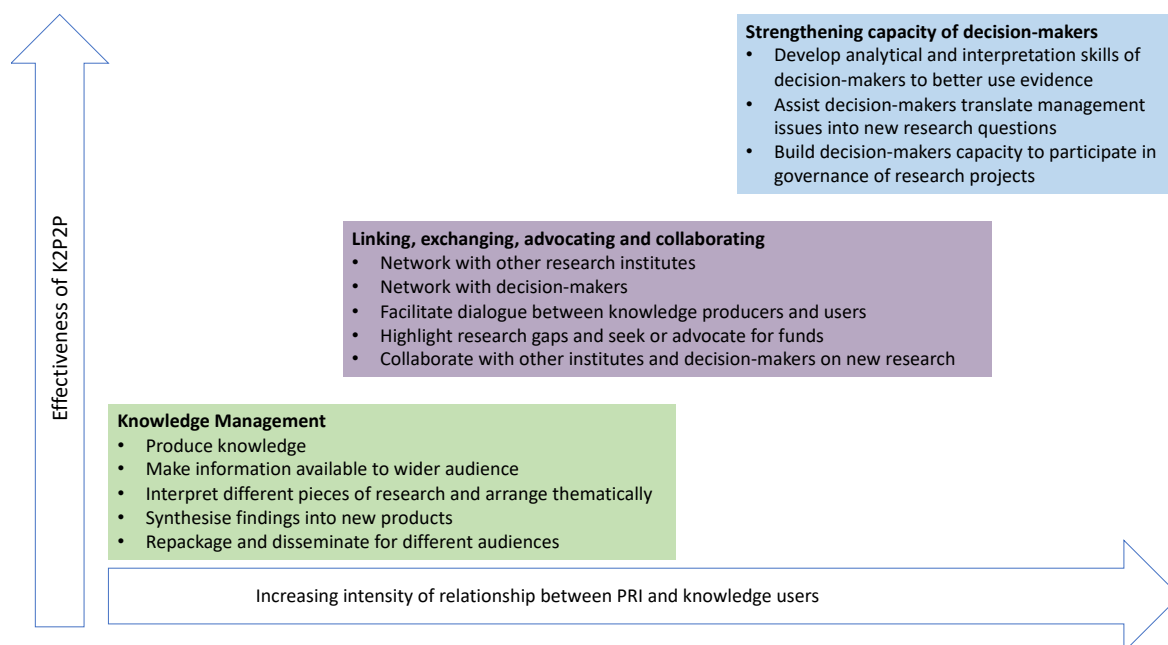 Strengthening capacity of decision-makers
• Develop analytical and interpretation skills of
decision-makers to better use evidence
• Assist decision-makers translate management
issues into new research questions
• Build decision-makers capacity to participate in
governance of research projects
Effectiveness of K2P2P
Linking, exchanging, advocating and collaborating
• Network with other research institutes
• Network with decision-makers
• Facilitate dialogue between knowledge producers and users
• Highlight research gaps and seek or advocate for funds
• Collaborate with other institutes and decision-makers on new research
Knowledge Management
• Produce knowledge
• Make information available to wider audience
• Interpret different pieces of research and arrange thematically
• Synthesise findings into new products
• Repackage and disseminate for different audiences
Increasing intensity of relationship between PRI and knowledge users